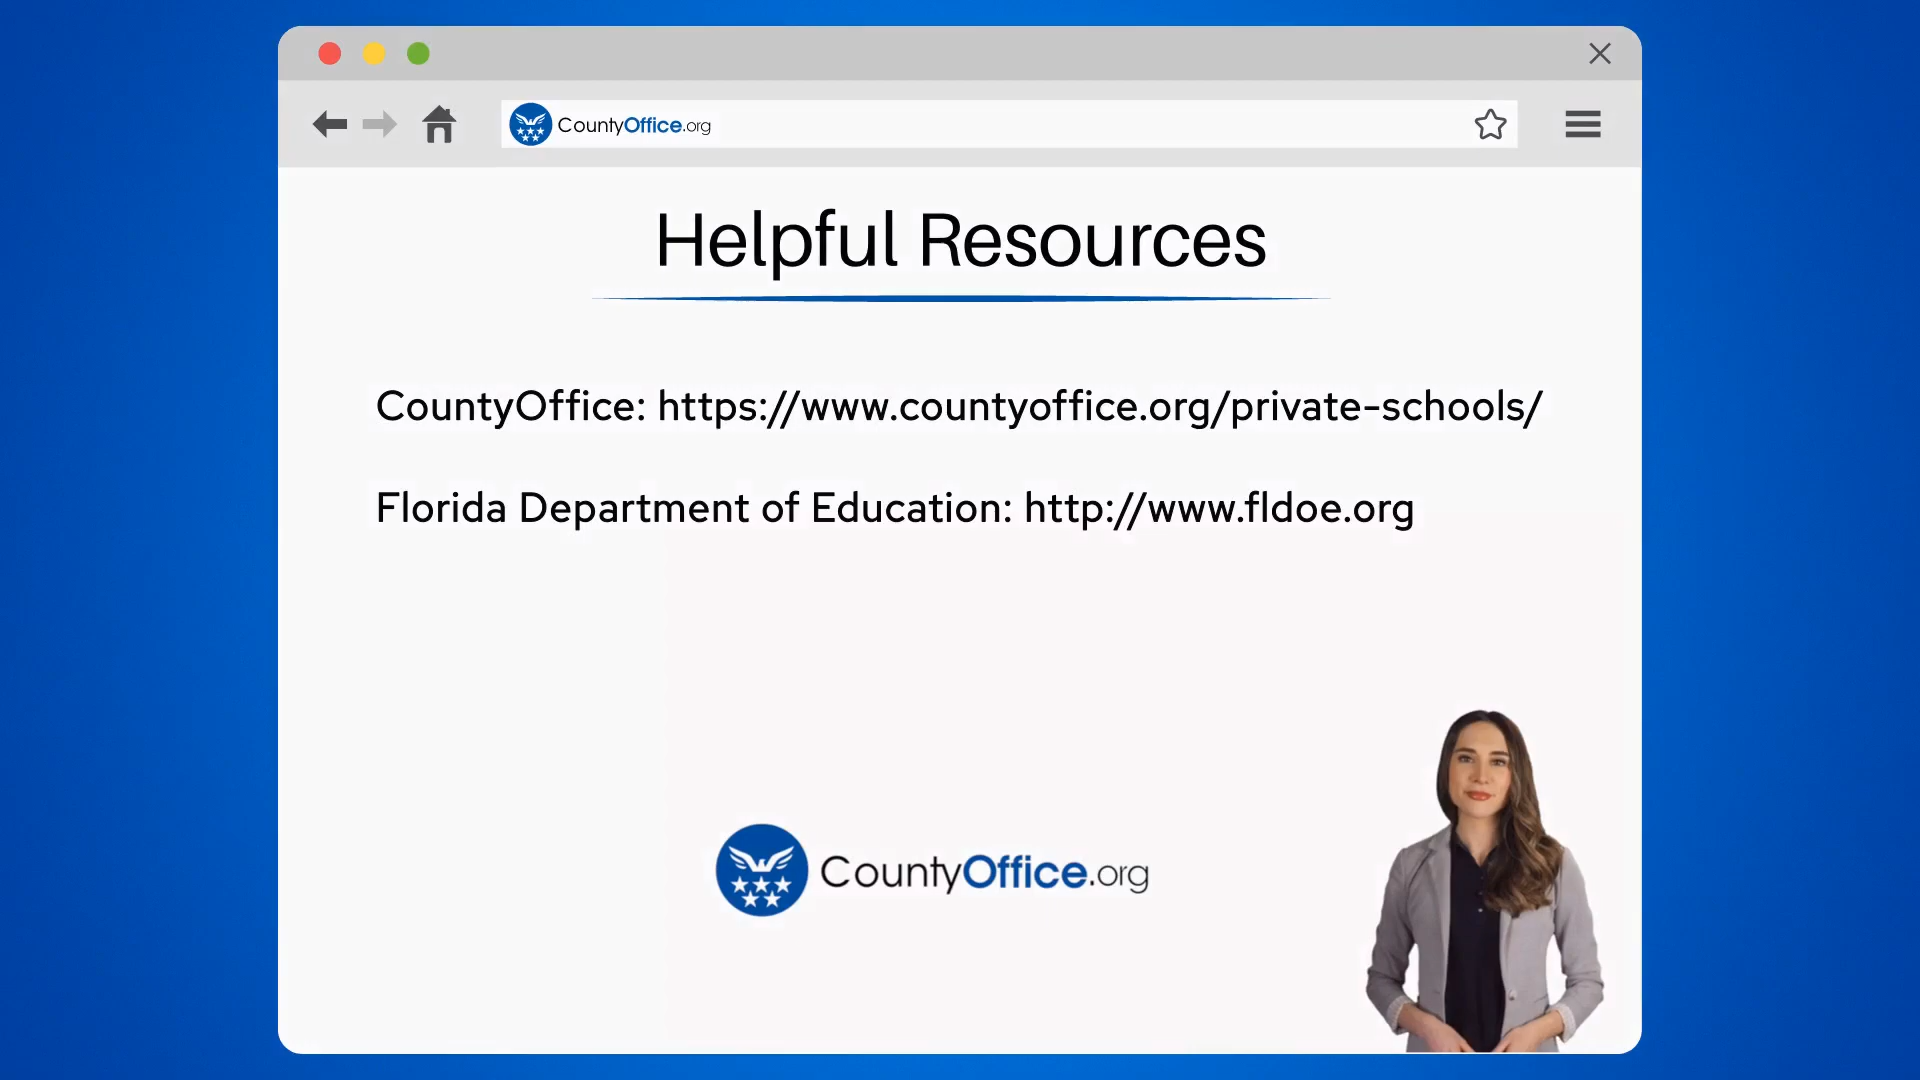 CountyOffice.org
Helpful Resources
CountyOffice: https://www.countyoffice.org/private-schools/
Florida Department of Education: http://www.fldoe.org
CountyOffice.org